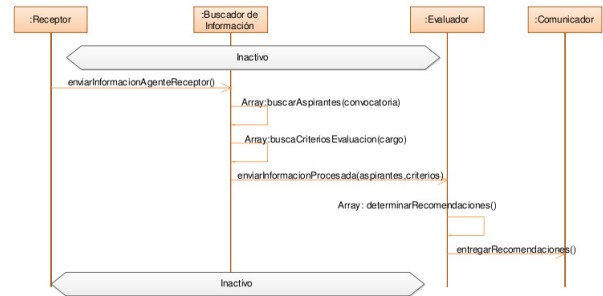 :Receptor
:Buscador de
Información
:Evaluador
:Comunicador
Inactivo
enviarInformacionAgenteReceptor()
Array:buscarAspirantes(convocatoria)
Array:buscaCriteriosEvaluacion(cargo)
enviarInformacionProcesada(aspirantes,criterios)
Array: determinarRecomendaciones()
entregarRecomendaciones()
Inactivo